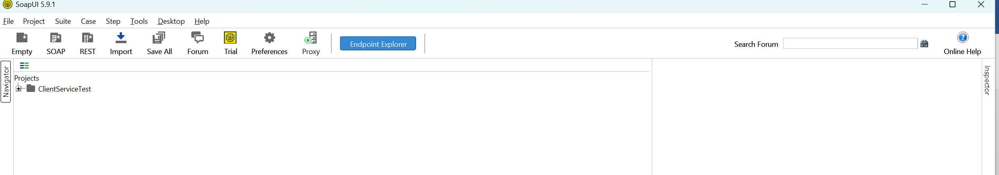 SoapUI 5.9.1
File Project Suite Case Step Tools Desktop Help
Empty SOAP REST Import Save All Forum Trial Preferences Proxy Endpoint Explorer Search Forum Online Help
Navigator
Projects
ClientServiceTest
Inspector